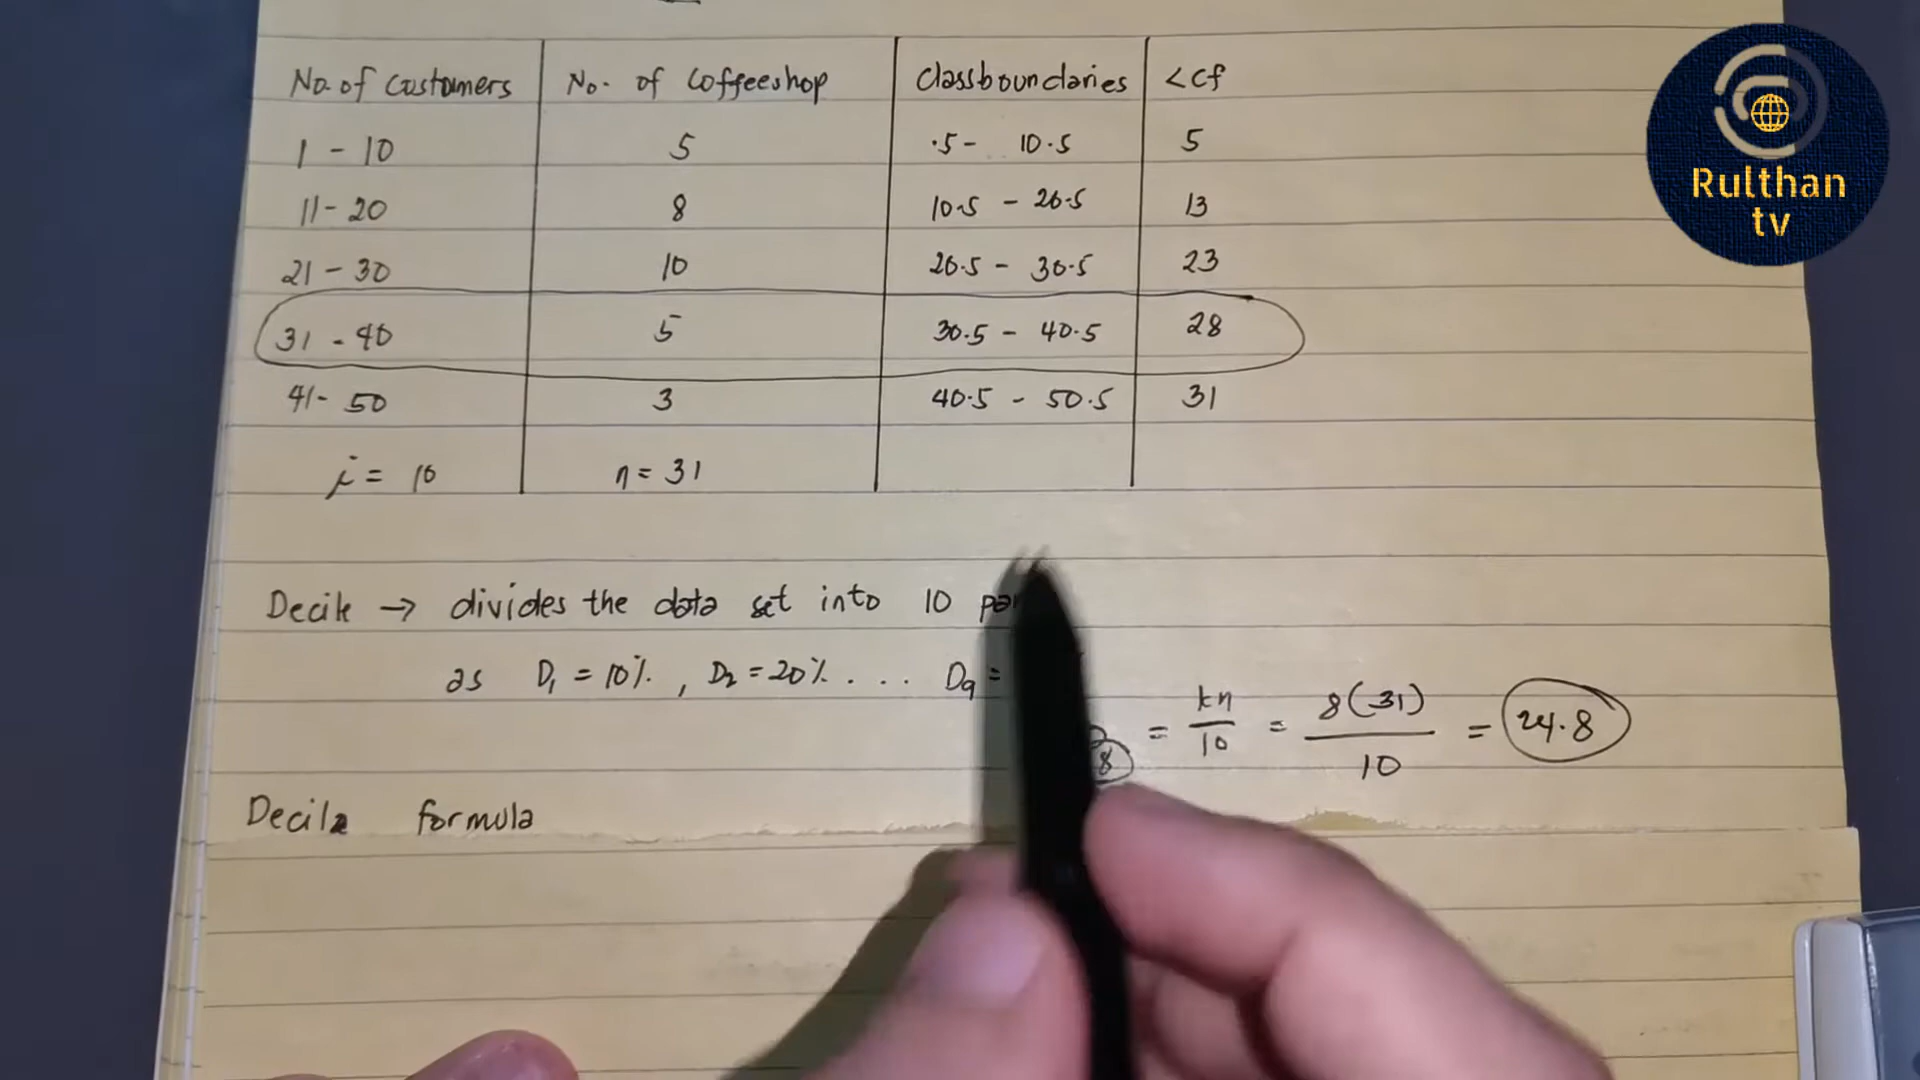 No. of Customers No. of Coffeeshop Classboundaries <cf
1 - 10 5 .5 - 10.5 5
11 - 20 8 10.5 - 20.5 13
21 - 30 10 20.5 - 30.5 23
31 - 40 5 30.5 - 40.5 28
41 - 50 3 40.5 - 50.5 31
i = 10 n = 31
Decile → divides the data set into 10
as D1 = 10%, D2 = 20% . . . . D9 =
8 = kn/10 = 8(31)/10 = 24.8
Decile formula
Rulthan
tv